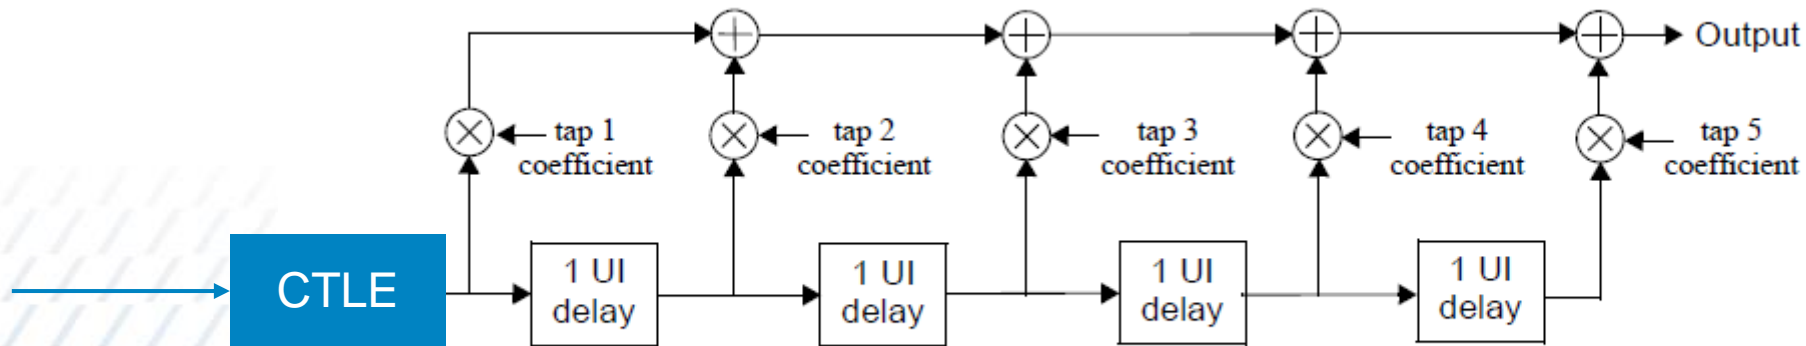 Output
tap 1
coefficient
tap 2
coefficient
tap 3
coefficient
tap 4
coefficient
tap 5
coefficient
CTLE
1 UI
delay
1 UI
delay
1 UI
delay
1 UI
delay